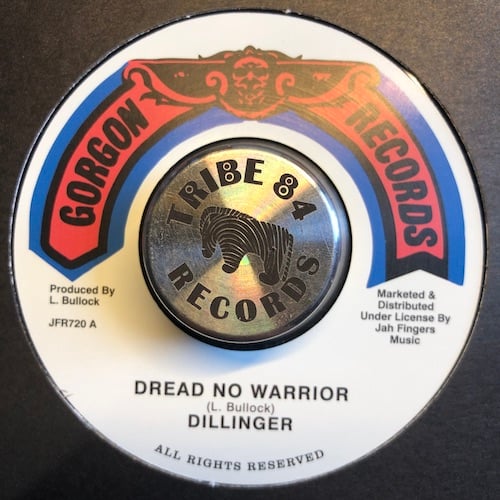 GORGON RECORDS
TRIBE 84
RECORDS
Produced By
L. Bullock
JFR720 A
Marketed &
Distributed
Under License By
Jah Fingers
Music
DREAD NO WARRIOR
(L. Bullock)
DILLINGER
ALL RIGHTS RESERVED